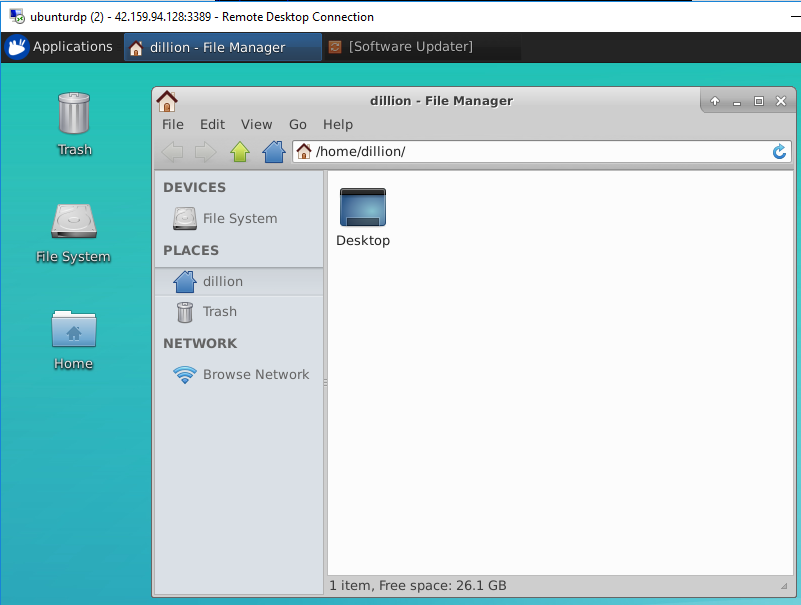 ubunturdp (2) - 42.159.94.128:3389 - Remote Desktop Connection
Applications
dillion - File Manager
[Software Updater]
Trash
File System
Home
dillion - File Manager
File Edit View Go Help
/home/dillion/
DEVICES
File System
PLACES
dillion
Trash
NETWORK
Browse Network
Desktop
1 item, Free space: 26.1 GB